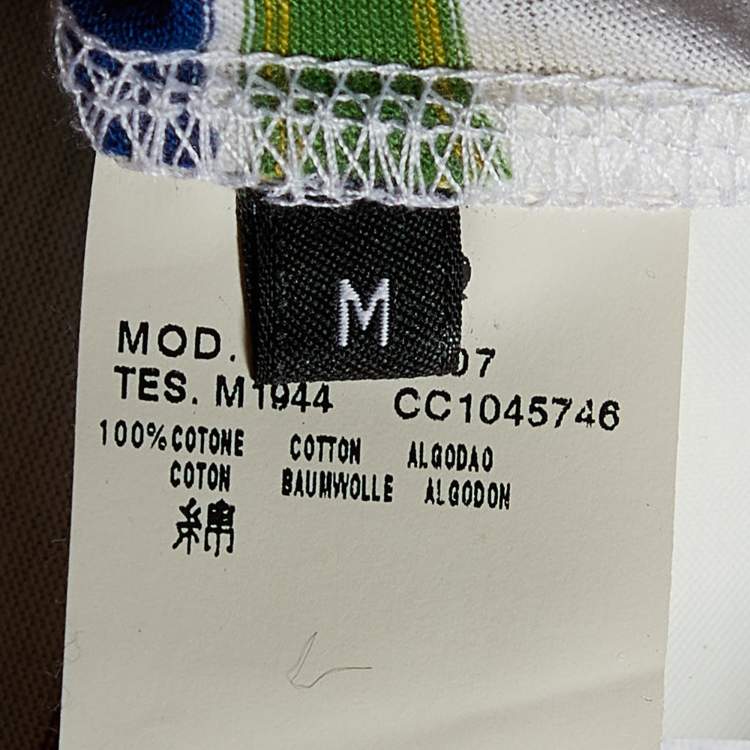 M
MOD. 07
TES. M1944 CC1045746
100% COTONE COTTON ALGODAO
COTON BAUMWOLLE ALGODON
綿